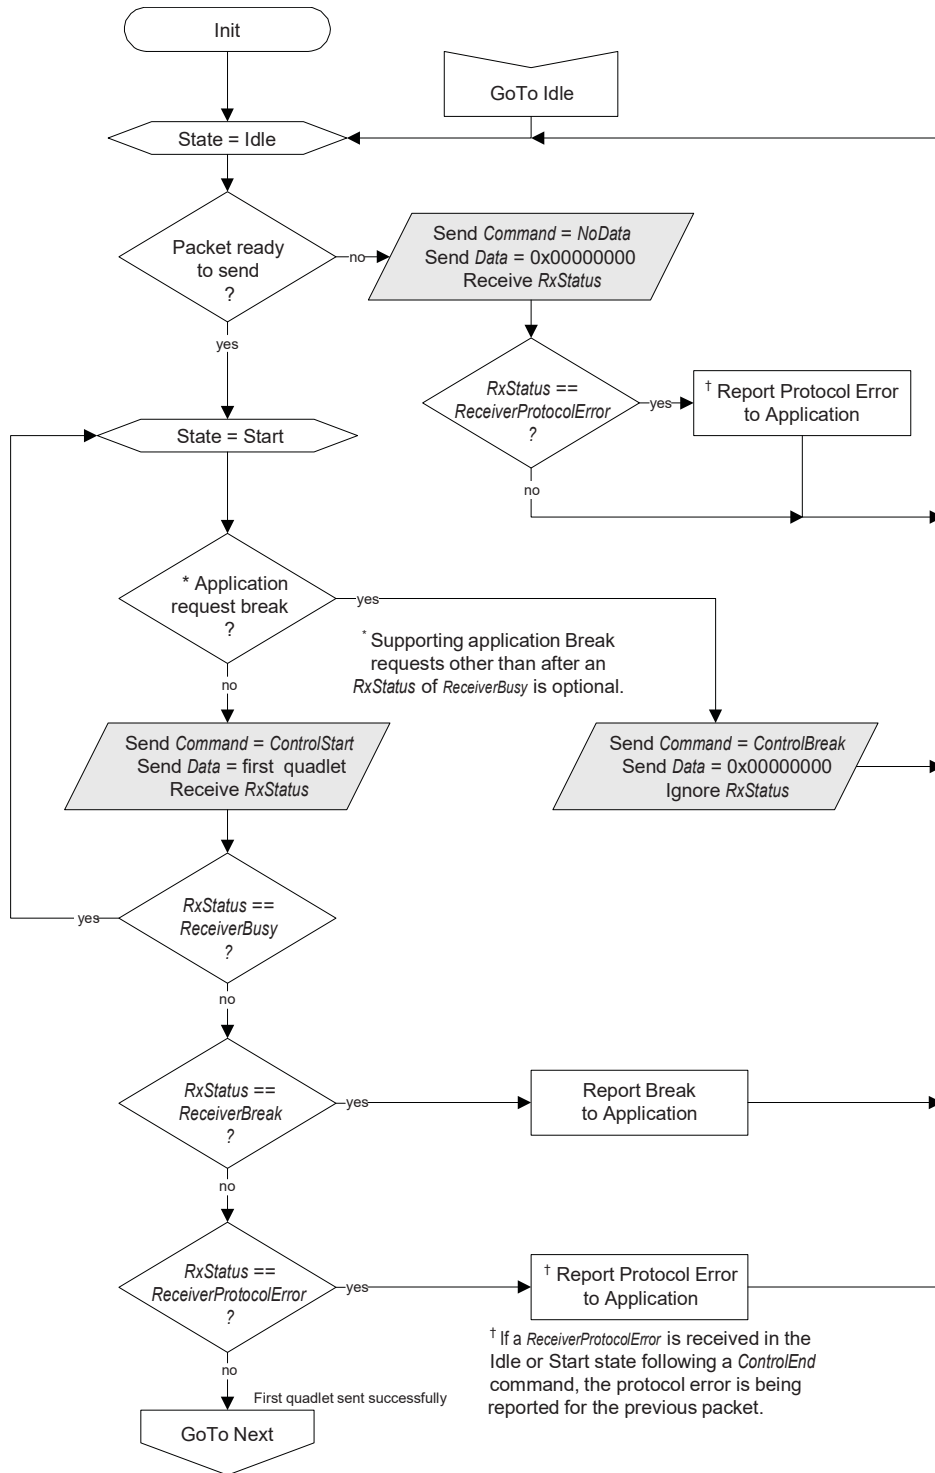 Init
GoTo Idle
State = Idle
Packet ready
to send
?
no
Send Command = NoData
Send Data = 0x00000000
Receive RxStatus
yes
RxStatus ==
ReceiverProtocolError
?
yes
† Report Protocol Error
to Application
no
State = Start
* Application
request break
?
yes
* Supporting application Break
requests other than after an
RxStatus of ReceiverBusy is optional.
no
Send Command = ControlStart
Send Data = first quadlet
Receive RxStatus
Send Command = ControlBreak
Send Data = 0x00000000
Ignore RxStatus
RxStatus ==
ReceiverBusy
?
yes
no
RxStatus ==
ReceiverBreak
?
yes
Report Break
to Application
no
RxStatus ==
ReceiverProtocolError
?
yes
† Report Protocol Error
to Application
† If a ReceiverProtocolError is received in the
Idle or Start state following a ControlEnd
command, the protocol error is being
reported for the previous packet.
no
First quadlet sent successfully
GoTo Next